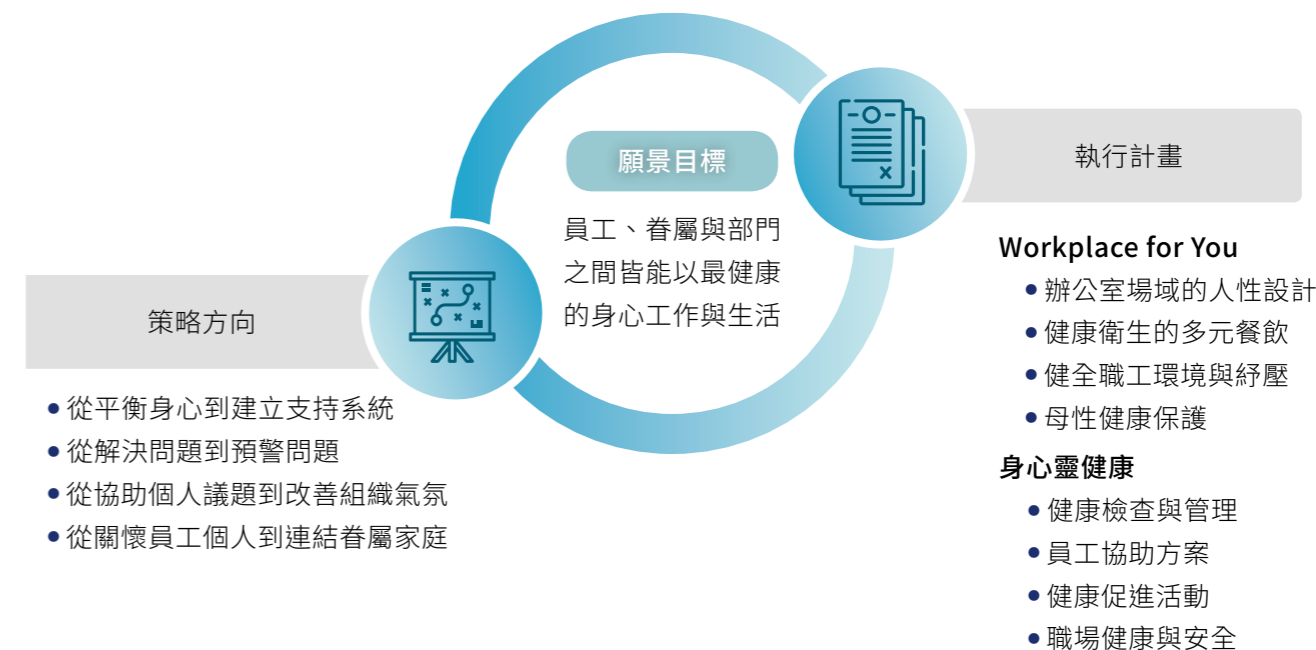 願景目標
員工、眷屬與部門
之間皆能以最健康
的身心工作與生活
策略方向
•從平衡身心到建立支持系統
•從解決問題到預警問題
•從協助個人議題到改善組織氣氛
•從關懷員工個人到連結眷屬家庭
執行計畫
Workplace for You
•辦公室場域的人性設計
•健康衛生的多元餐飲
•健全職工環境與紓壓
•母性健康保護
身心靈健康
•健康檢查與管理
•員工協助方案
•健康促進活動
•職場健康與安全